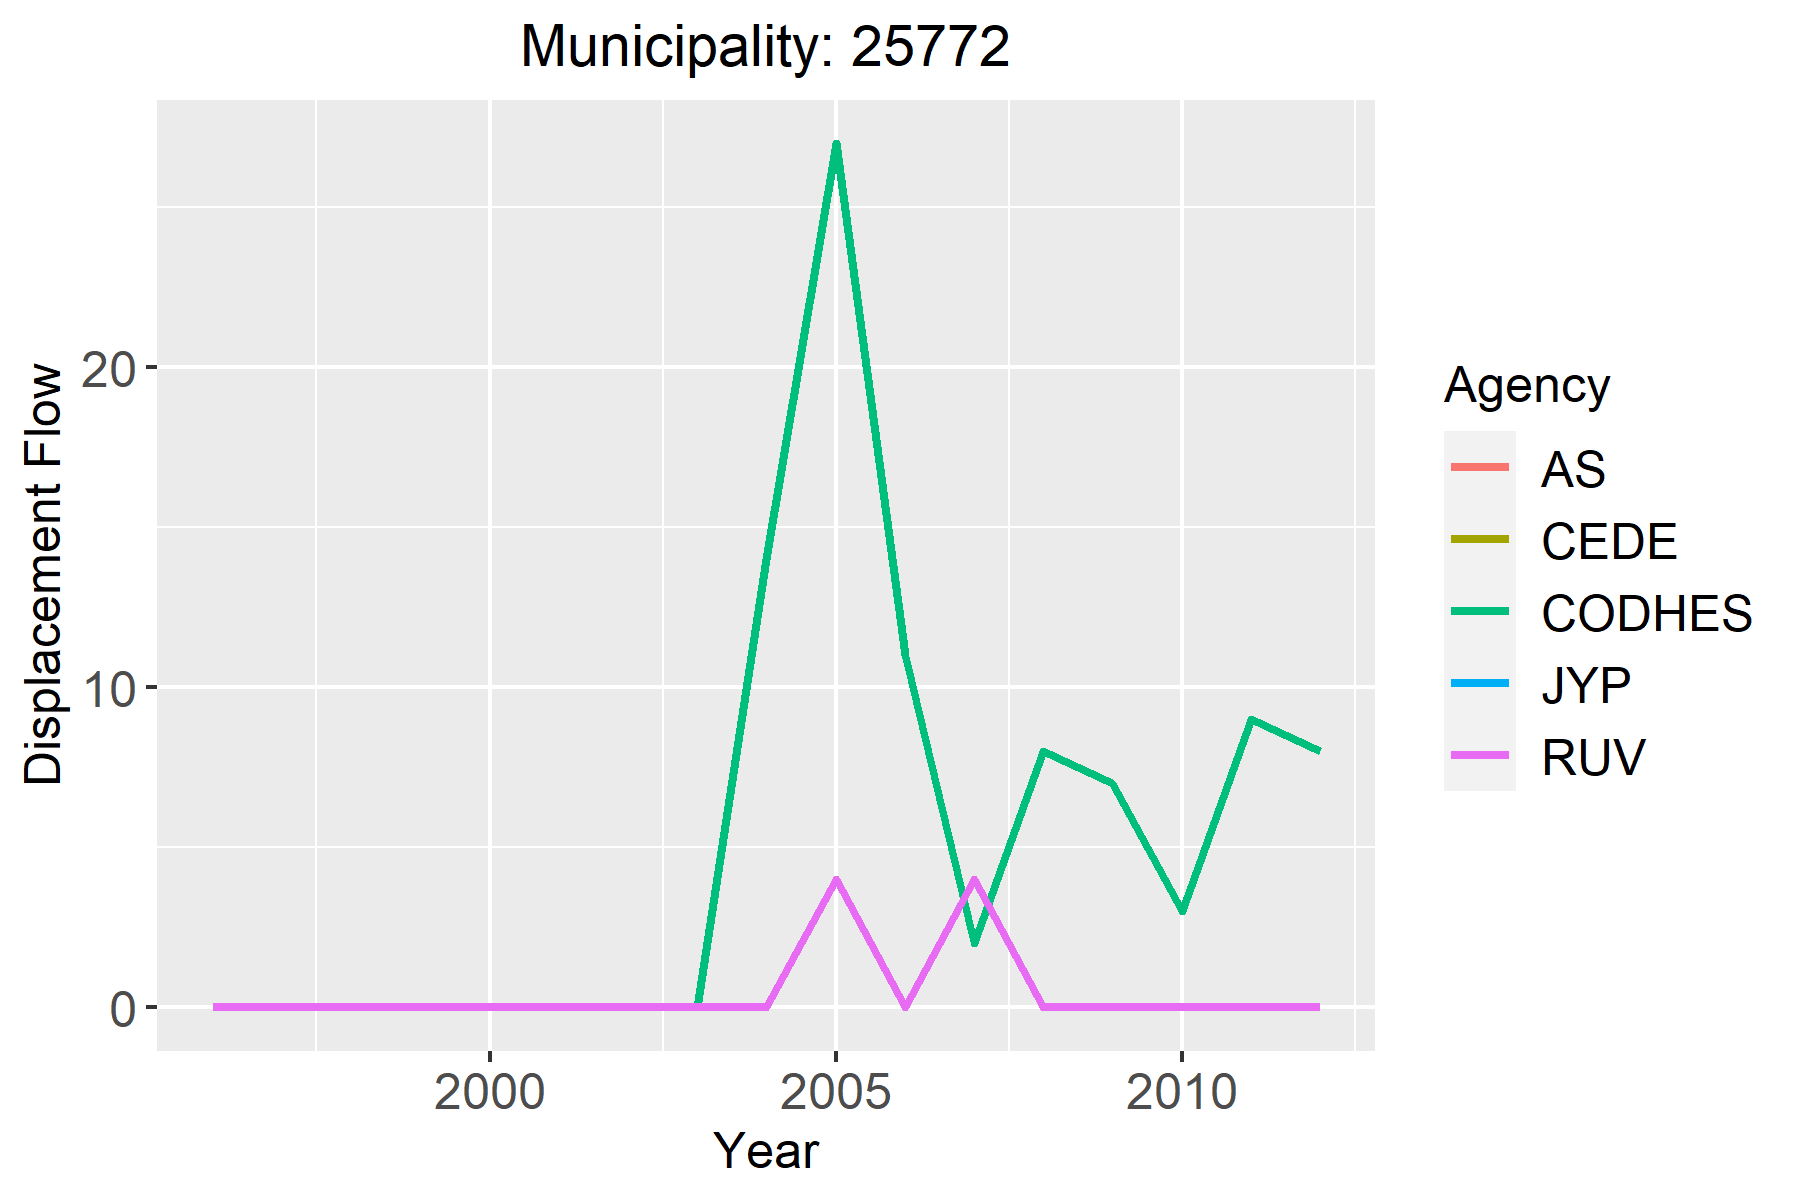 Municipality: 25772
Displacement Flow
20
10
0
2000 2005 2010
Year
Agency
AS
CEDE
CODHES
JYP
RUV